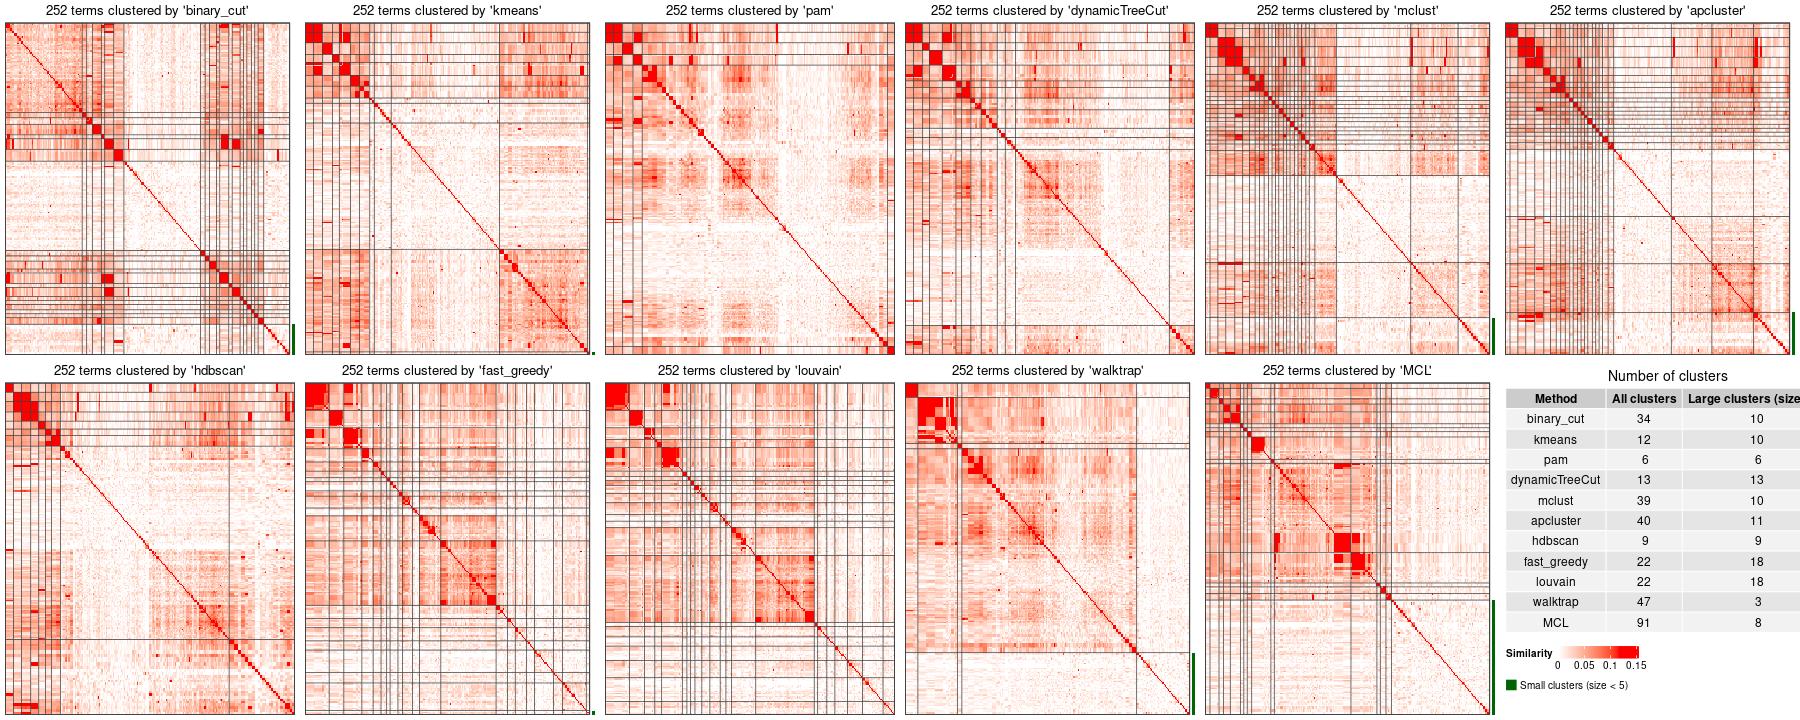 252 terms clustered by 'binary_cut'
252 terms clustered by 'kmeans'
252 terms clustered by 'pam'
252 terms clustered by 'dynamicTreeCut'
252 terms clustered by 'mclust'
252 terms clustered by 'apcluster'
252 terms clustered by 'hdbscan'
252 terms clustered by 'fast_greedy'
252 terms clustered by 'louvain'
252 terms clustered by 'walktrap'
252 terms clustered by 'MCL'
Number of clusters
Method All clusters Large clusters (size
binary_cut 34 10
kmeans 12 10
pam 6 6
dynamicTreeCut 13 13
mclust 39 10
apcluster 40 11
hdbscan 9 9
fast_greedy 22 18
louvain 22 18
walktrap 47 3
MCL 91 8
Similarity
0 0.05 0.1 0.15
Small clusters (size < 5)